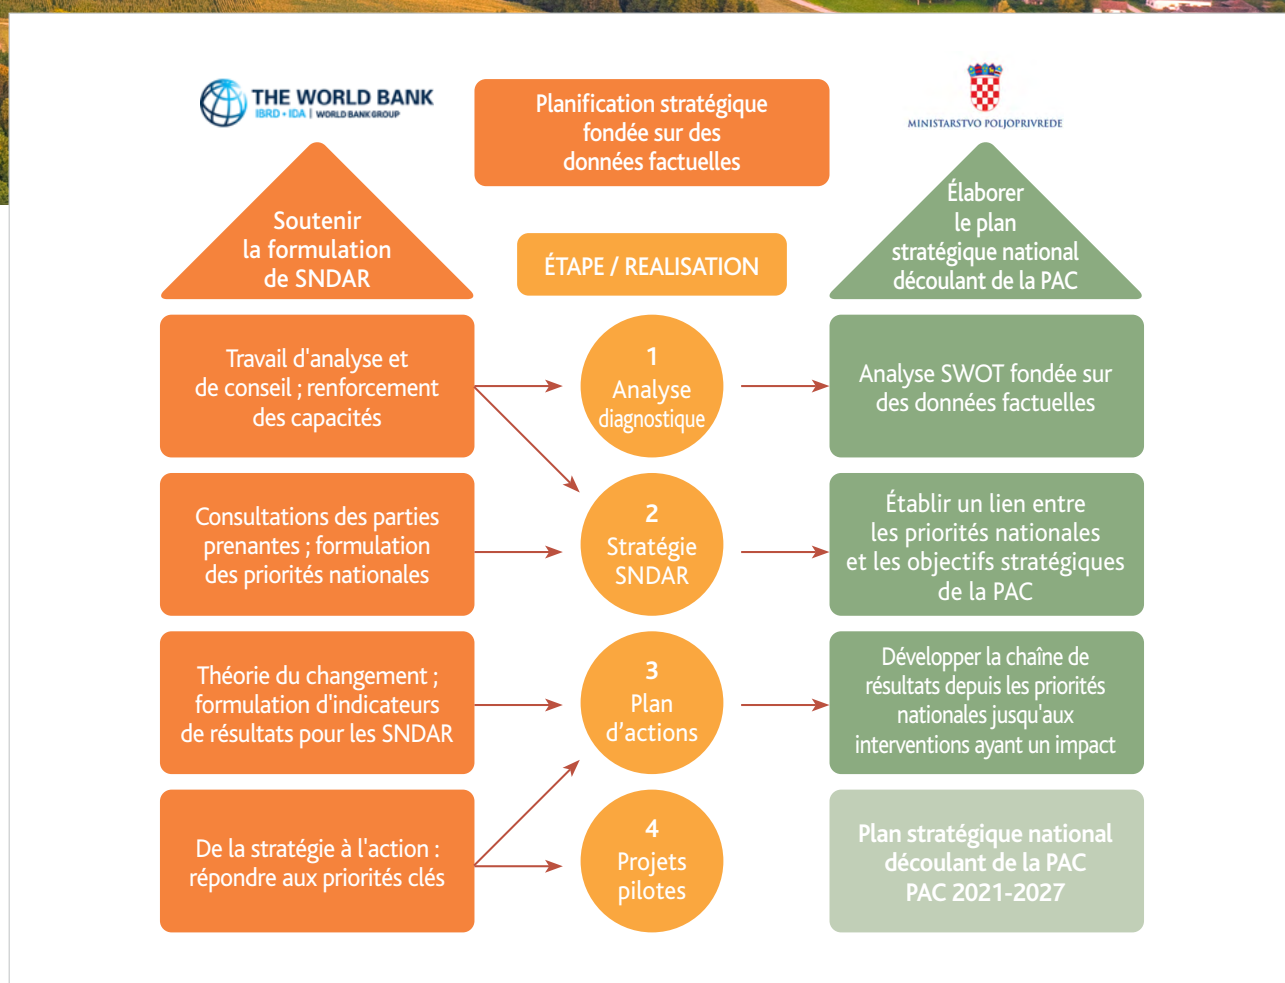 THE WORLD BANK
IBRD • IDA | WORLD BANK GROUP
Planification stratégique
fondée sur des
données factuelles
MINISTARSTVO POLJOPRIVREDE
Soutenir
la formulation
de SNDAR
ÉTAPE / REALISATION
Élaborer
le plan
stratégique national
découlant de la PAC
Travail d'analyse et
de conseil ; renforcement
des capacités
1
Analyse
diagnostique
Analyse SWOT fondée sur
des données factuelles
Consultations des parties
prenantes ; formulation
des priorités nationales
2
Stratégie
SNDAR
Établir un lien entre
les priorités nationales
et les objectifs stratégiques
de la PAC
Théorie du changement ;
formulation d'indicateurs
de résultats pour les SNDAR
3
Plan
d’actions
Développer la chaîne de
résultats depuis les priorités
nationales jusqu'aux
interventions ayant un impact
De la stratégie à l'action :
répondre aux priorités clés
4
Projets
pilotes
Plan stratégique national
découlant de la PAC
PAC 2021-2027